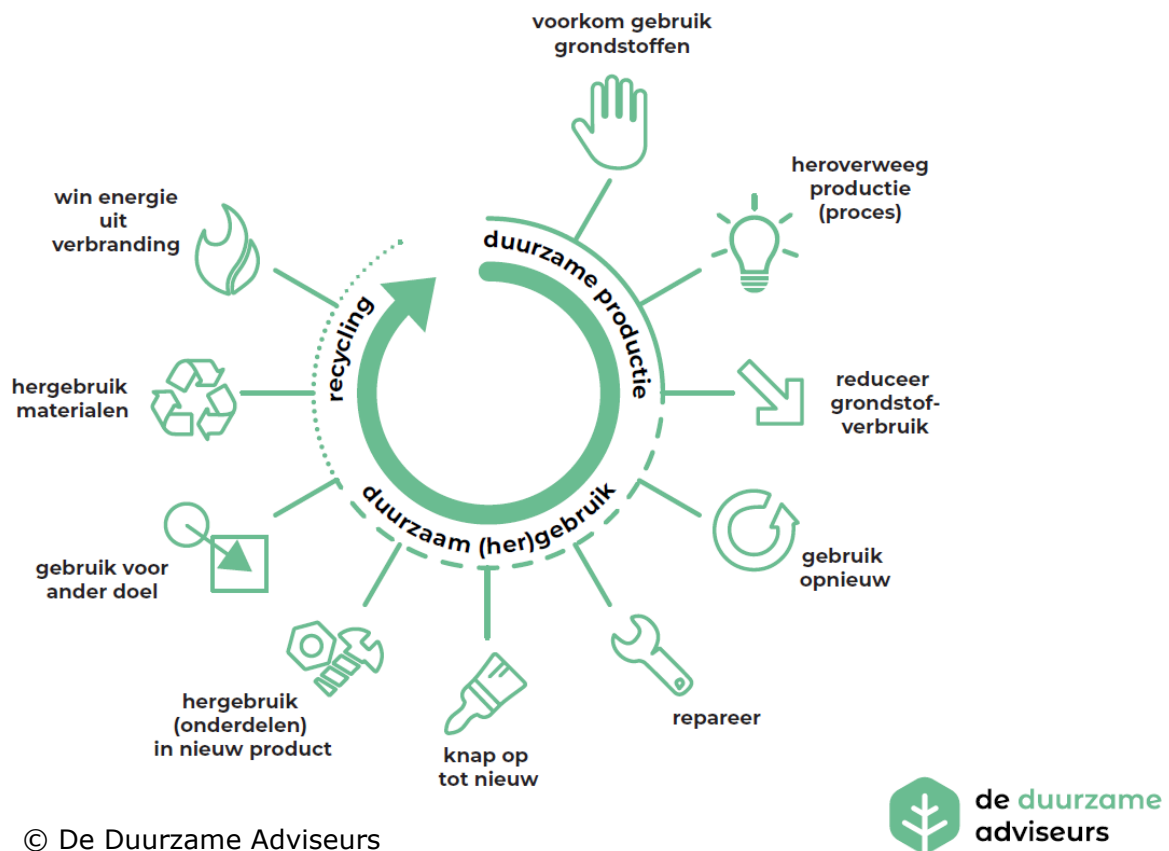 voorkom gebruik
grondstoffen
heroverweeg
productie
(proces)
reduceer
grondstof-
verbruik
gebruik
opnieuw
repareer
knap op
tot nieuw
hergebruik
(onderdelen)
in nieuw product
gebruik voor
ander doel
hergebruik
materialen
win energie
uit
verbranding
duurzame productie
duurzaam (her)gebruik
recycling
© De Duurzame Adviseurs
de duurzame
adviseurs